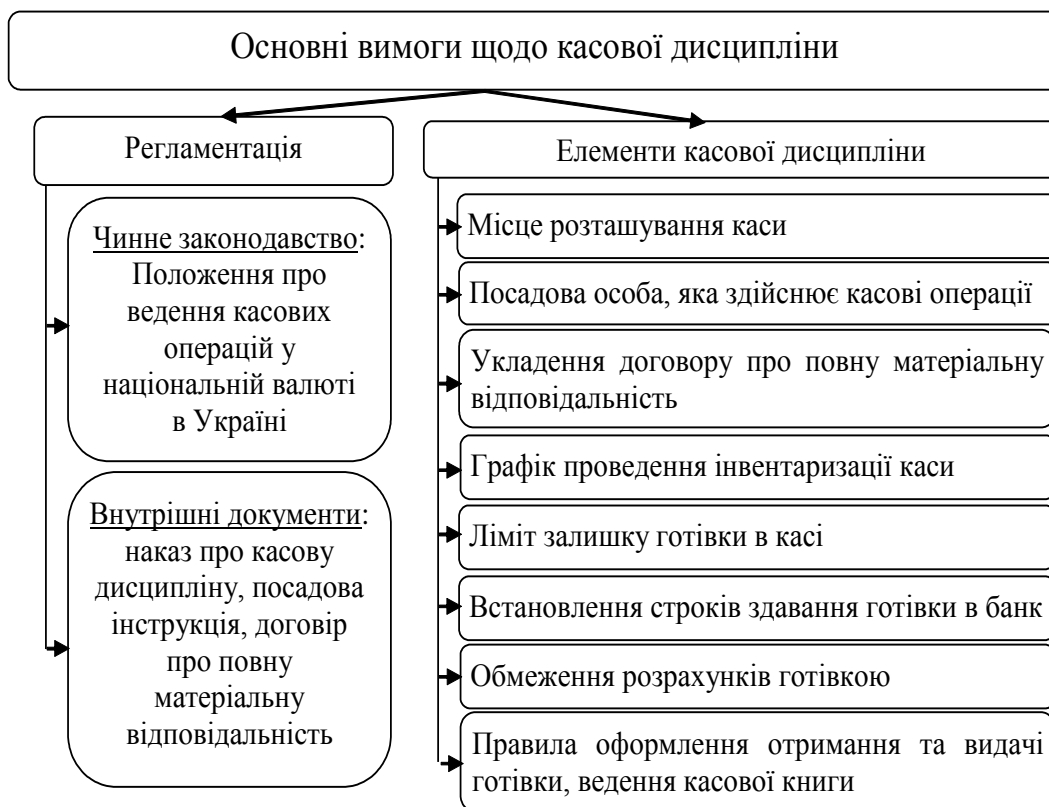 Основні вимоги щодо касової дисципліни
Регламентація
Чинне законодавство:
Положення про
ведення касових
операцій у
національній валюті
в Україні
Внутрішні документи:
наказ про касову
дисципліну, посадова
інструкція, договір
про повну
матеріальну
відповідальність
Елементи касової дисципліни
Місце розташування каси
Посадова особа, яка здійснює касові операції
Укладення договору про повну матеріальну
відповідальність
Графік проведення інвентаризації каси
Ліміт залишку готівки в касі
Встановлення строків здавання готівки в банк
Обмеження розрахунків готівкою
Правила оформлення отримання та видачі
готівки, ведення касової книги